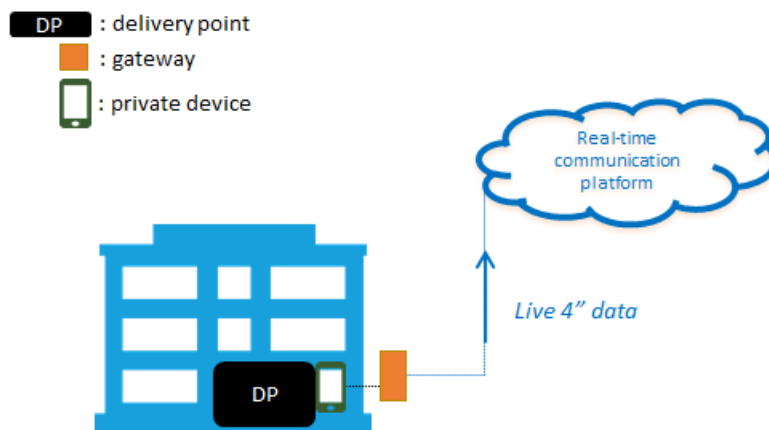 DP : delivery point
: gateway
: private device
Real-time
communication
platform
Live 4” data
DP